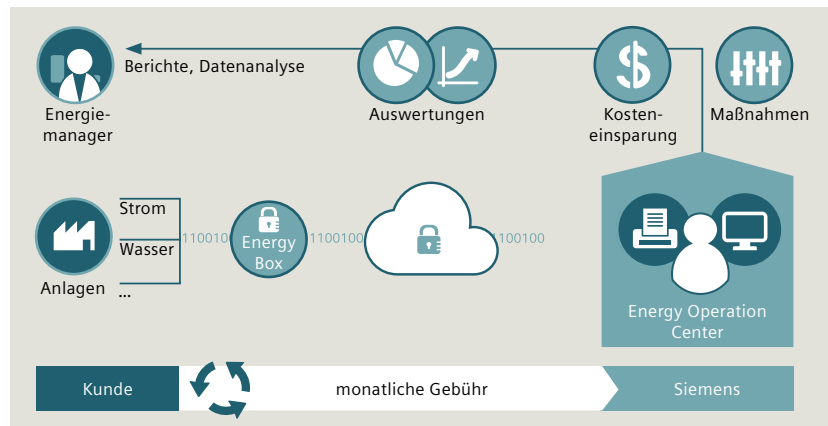 Berichte, Datenanalyse
Energie-
manager
Auswertungen
$
Kosten-
einsparung
Maßnahmen
Strom
Wasser
...
Anlagen
110010
Energy
Box
1100100
1100100
Energy Operation
Center
Kunde
monatliche Gebühr
Siemens